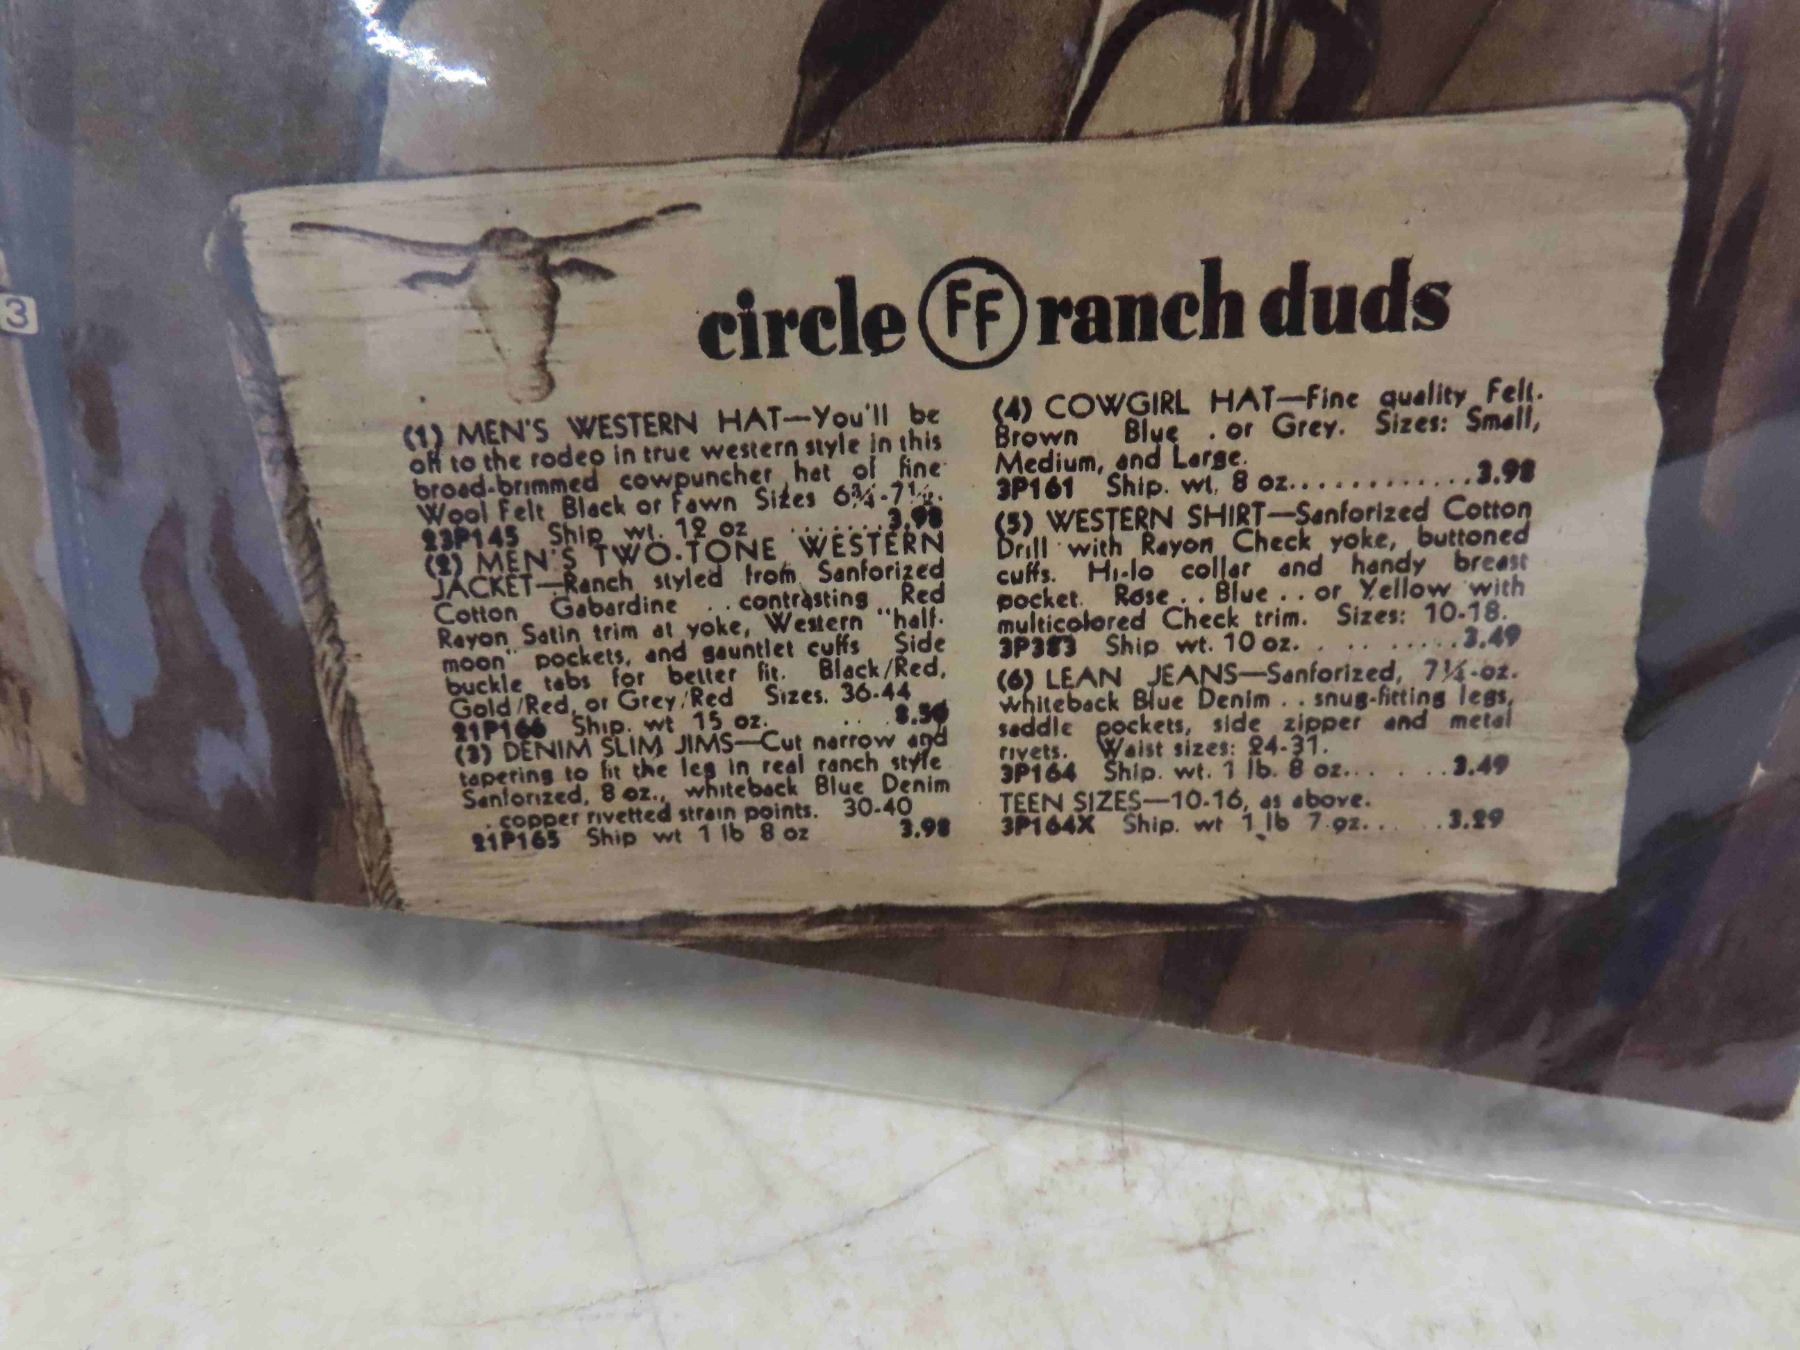 3
circle FF ranch duds
(1) MEN'S WESTERN HAT—You'll be
off to the rodeo in true western style in this
broad-brimmed cowpuncher hat of fine
Wool Felt Black or Fawn Sizes 6¾-7½.
23P145 Ship. wt. 12 oz ........3.98
(2) MEN'S TWO-TONE WESTERN
JACKET—Ranch styled from Sanforized
Cotton Gabardine .. contrasting Red
Rayon Satin trim at yoke, Western "half-
moon" pockets, and gauntlet cuffs Side
buckle tabs for better fit. Black/Red,
Gold/Red, or Grey/Red Sizes. 36-44
21P166 Ship. wt 15 oz. .. .8.50
(3) DENIM SLIM JIMS—Cut narrow and
tapering to fit the leg in real ranch style
Sanforized, 8 oz., whiteback Blue Denim
. copper rivetted strain points. 30-40
21P165 Ship wt 1 lb 8 oz 3.98
(4) COWGIRL HAT—Fine quality Felt.
Brown Blue . or Grey. Sizes: Small,
Medium, and Large.
3P161 Ship. wt. 8 oz.............3.98
(5) WESTERN SHIRT—Sanforized Cotton
Drill with Rayon Check yoke, buttoned
cuffs. Hi-lo collar and handy breast
pocket. Rose . . Blue . . or Yellow with
multicolored Check trim. Sizes: 10-18.
3P383 Ship wt. 10 oz. . .. ......3.49
(6) LEAN JEANS—Sanforized, 7¼-oz.
whiteback Blue Denim . . snug-fitting legs,
saddle pockets, side zipper and metal
rivets. Waist sizes: 24-31.
3P164 Ship. wt. 1 lb. 8 oz... . . ..3.49
TEEN SIZES—10-16, as above.
3P164X Ship. wt 1 lb 7 oz.. . . ..3.29